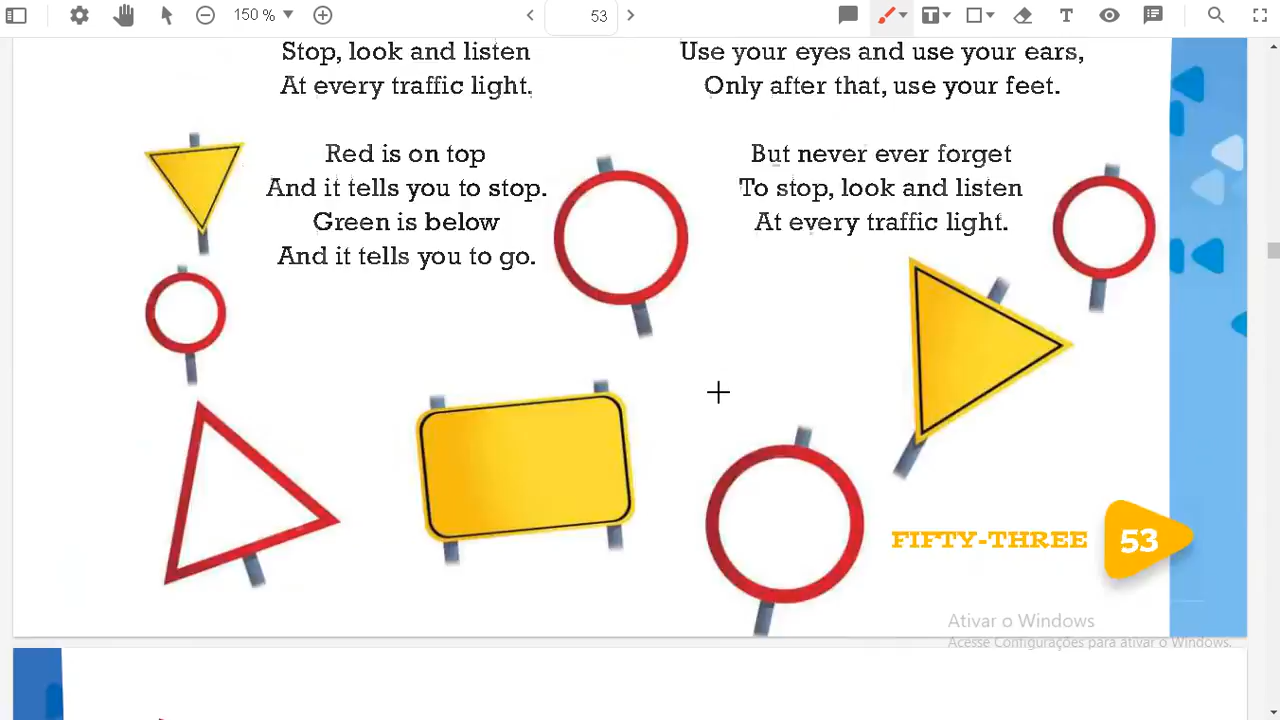 150 %
53
Stop, look and listen
At every traffic light.
Red is on top
And it tells you to stop.
Green is below
And it tells you to go.
Use your eyes and use your ears,
Only after that, use your feet.
But never ever forget
To stop, look and listen
At every traffic light.
FIFTY-THREE 53
Ativar o Windows
Acesse Configurações para ativar o Windows.